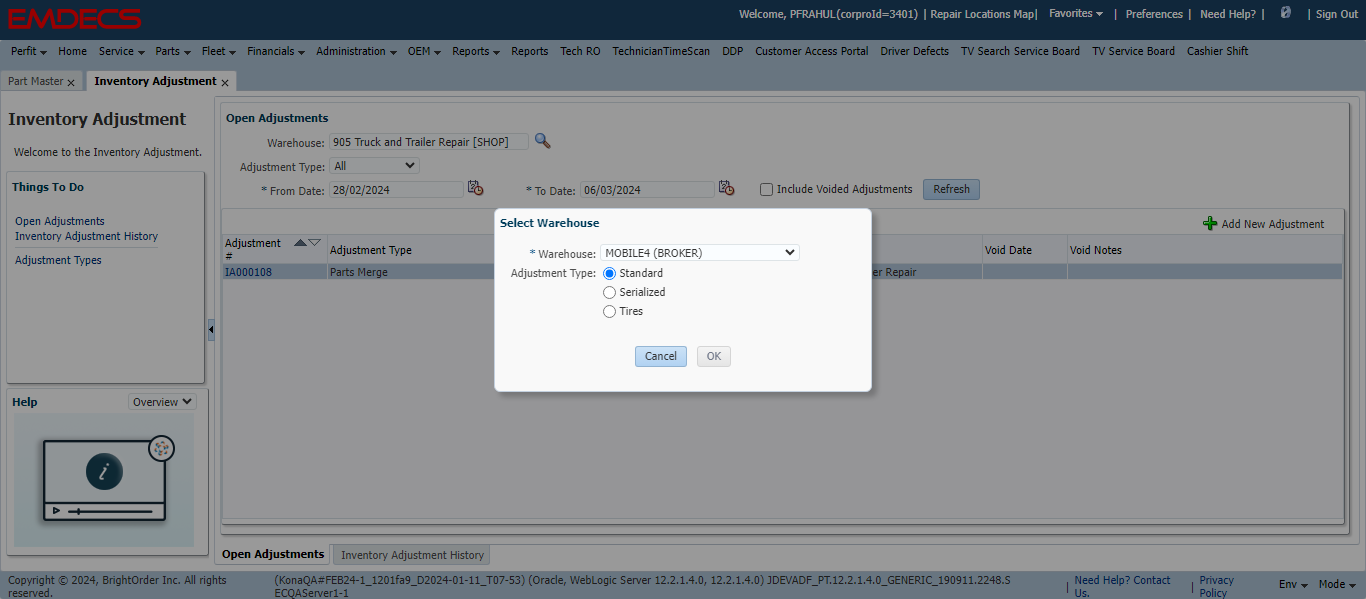 EMDECS
Welcome, PFRAHUL(corproId=3401) | Repair Locations Map| Favorites | Preferences | Need Help? | | Sign Out
Perfit Home Service Parts Fleet Financials Administration OEM Reports Reports Tech RO TechnicianTimeScan DDP Customer Access Portal Driver Defects TV Search Service Board TV Service Board Cashier Shift
Part Master x Inventory Adjustment x
Inventory Adjustment
Welcome to the Inventory Adjustment.
Things To Do
Open Adjustments
Inventory Adjustment History
Adjustment Types
Help Overview
i
Open Adjustments
Warehouse: 905 Truck and Trailer Repair [SHOP]
Adjustment Type: All
* From Date: 28/02/2024 * To Date: 06/03/2024 Include Voided Adjustments Refresh
Add New Adjustment
Adjustment # Adjustment Type Void Date Void Notes
IA000108 Parts Merge er Repair
Select Warehouse
* Warehouse: MOBILE4 (BROKER)
Adjustment Type: Standard
Serialized
Tires
Cancel OK
Open Adjustments Inventory Adjustment History
Copyright © 2024, BrightOrder Inc. All rights
reserved.
(KonaQA#FEB24-1_1201fa9_D2024-01-11_T07-53) (Oracle, WebLogic Server 12.2.1.4.0, 12.2.1.4.0) JDEVADF_PT.12.2.1.4.0_GENERIC_190911.2248.S
ECQAServer1-1
| Need Help? Contact
Us.
| Privacy
Policy
Env Mode